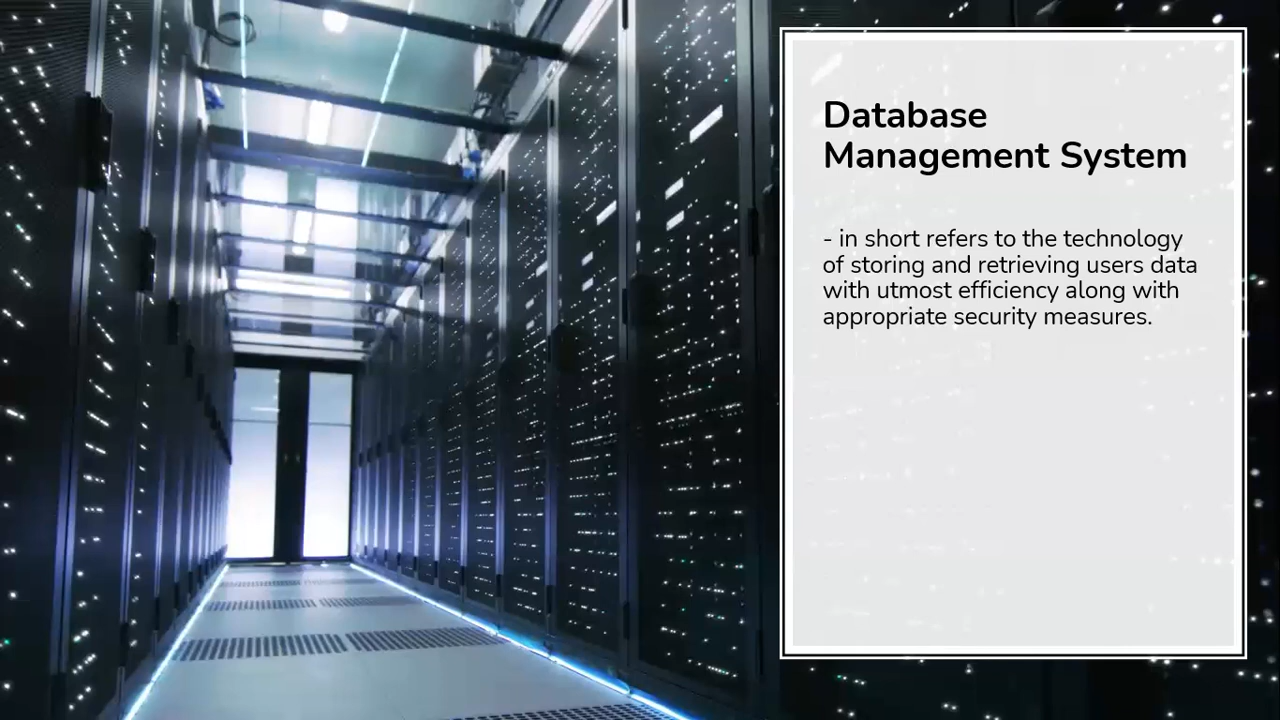 Database
Management System
- in short refers to the technology
of storing and retrieving users data
with utmost efficiency along with
appropriate security measures.